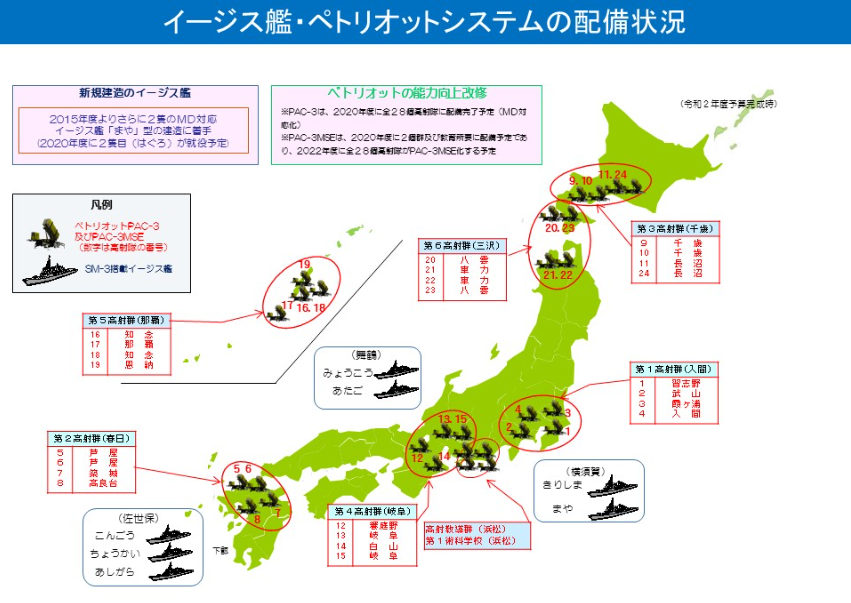 イージス艦・ペトリオットシステムの配備状況
新規建造のイージス艦
2015年度よりさらに2隻のMD対応
イージス艦「まや」型の建造に着手
(2020年度に2隻目（はぐろ）が就役予定)
ペトリオットの能力向上改修
※PAC-3は、2020年度に全28個高射隊に配備完了予定（MD対
応化）
※PAC-3MSEは、2020年度に2個群及び教育所要に配備予定であ
り、2022年度に全28個高射隊がPAC-3MSE化する予定
（令和2年度予算完成時）
凡例
ペトリオットPAC-3
及びPAC-3MSE
（数字は高射隊の番号）
SM-3搭載イージス艦
9.10
11.24
20.23
21.22
第3高射群(千歳)
9 千歳
10 千歳
11 長沼
24 長沼
第6高射群(三沢)
20 八雲
21 車力
22 車力
23 八雲
19
17
16.18
第5高射群(那覇)
16 知念
17 那覇
18 知念
19 恩納
（舞鶴）
みょうこう
あたご
第1高射群(入間)
1 習志野
2 武山
3 霞ヶ浦
4 入間
4
3
2
1
13.15
12
14
第2高射群(春日)
5 芦屋
6 芦屋
7 築城
8 高良台
5 6
7
8
（横須賀）
きりしま
まや
第4高射群(岐阜)
12 饗庭野
13 岐阜
14 白山
15 岐阜
高射教導群（浜松）
第1術科学校（浜松）
（佐世保）
こんごう
ちょうかい
あしがら
下甑